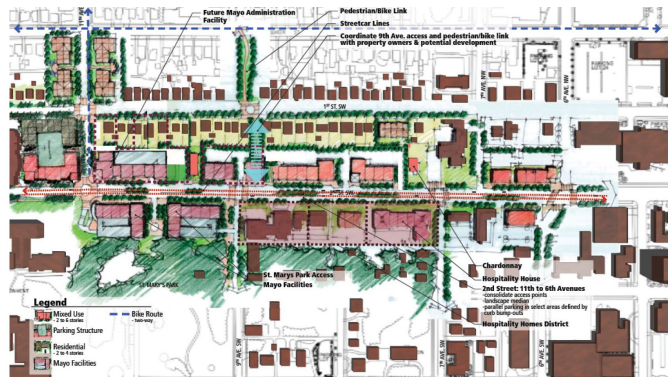 Future Mayo Administration
Facility
Pedestrian/Bike Link
Streetcar Lines
Coordinate 9th Ave. access and pedestrian/bike link
with property owners & potential development
11th AVE.
7th AVE. NW
6th AVE. NW
PARKING
1ST ST. SW
ST. MARYS PARK
St. Marys Park Access
Mayo Facilities
Chardonnay
Hospitality House
2nd Street: 11th to 6th Avenues
-consolidate access points
-landscape median
-parallel parking in select areas defined by
curb bump-outs
Hospitality Homes District
9th AVE. SW
7th AVE. SW
6th AVE. SW
Legend
Mixed Use
- 2 to 6 stories
Parking Structure
Residential
- 2 to 4 stories
Mayo Facilities
Bike Route
- two-way